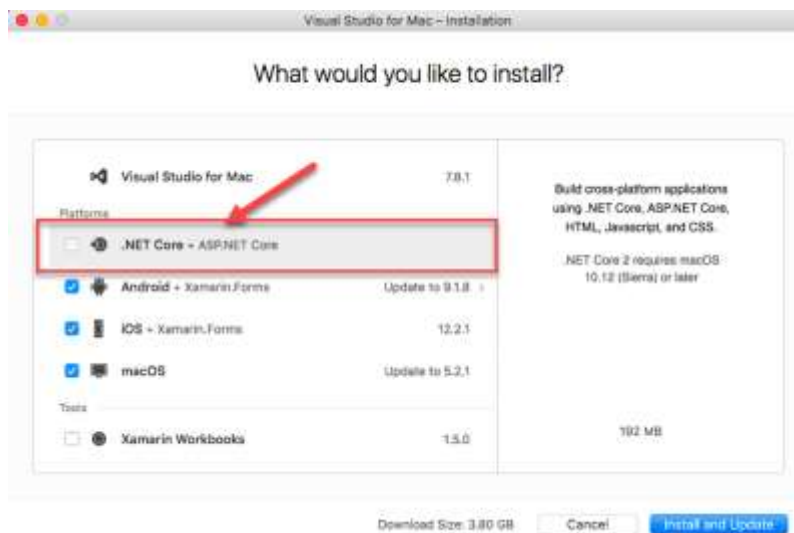 Visual Studio for Mac – Installation
What would you like to install?
Visual Studio for Mac 7.8.1
Platforms
.NET Core + ASP.NET Core
Android + Xamarin.Forms Update to 9.1.8
iOS + Xamarin.Forms 12.2.1
macOS Update to 5.2.1
Tools
Xamarin Workbooks 1.5.0
Build cross-platform applications
using .NET Core, ASP.NET Core,
HTML, Javascript, and CSS.
.NET Core 2 requires macOS
10.12 (Sierra) or later
192 MB
Download Size: 3.80 GB Cancel Install and Update